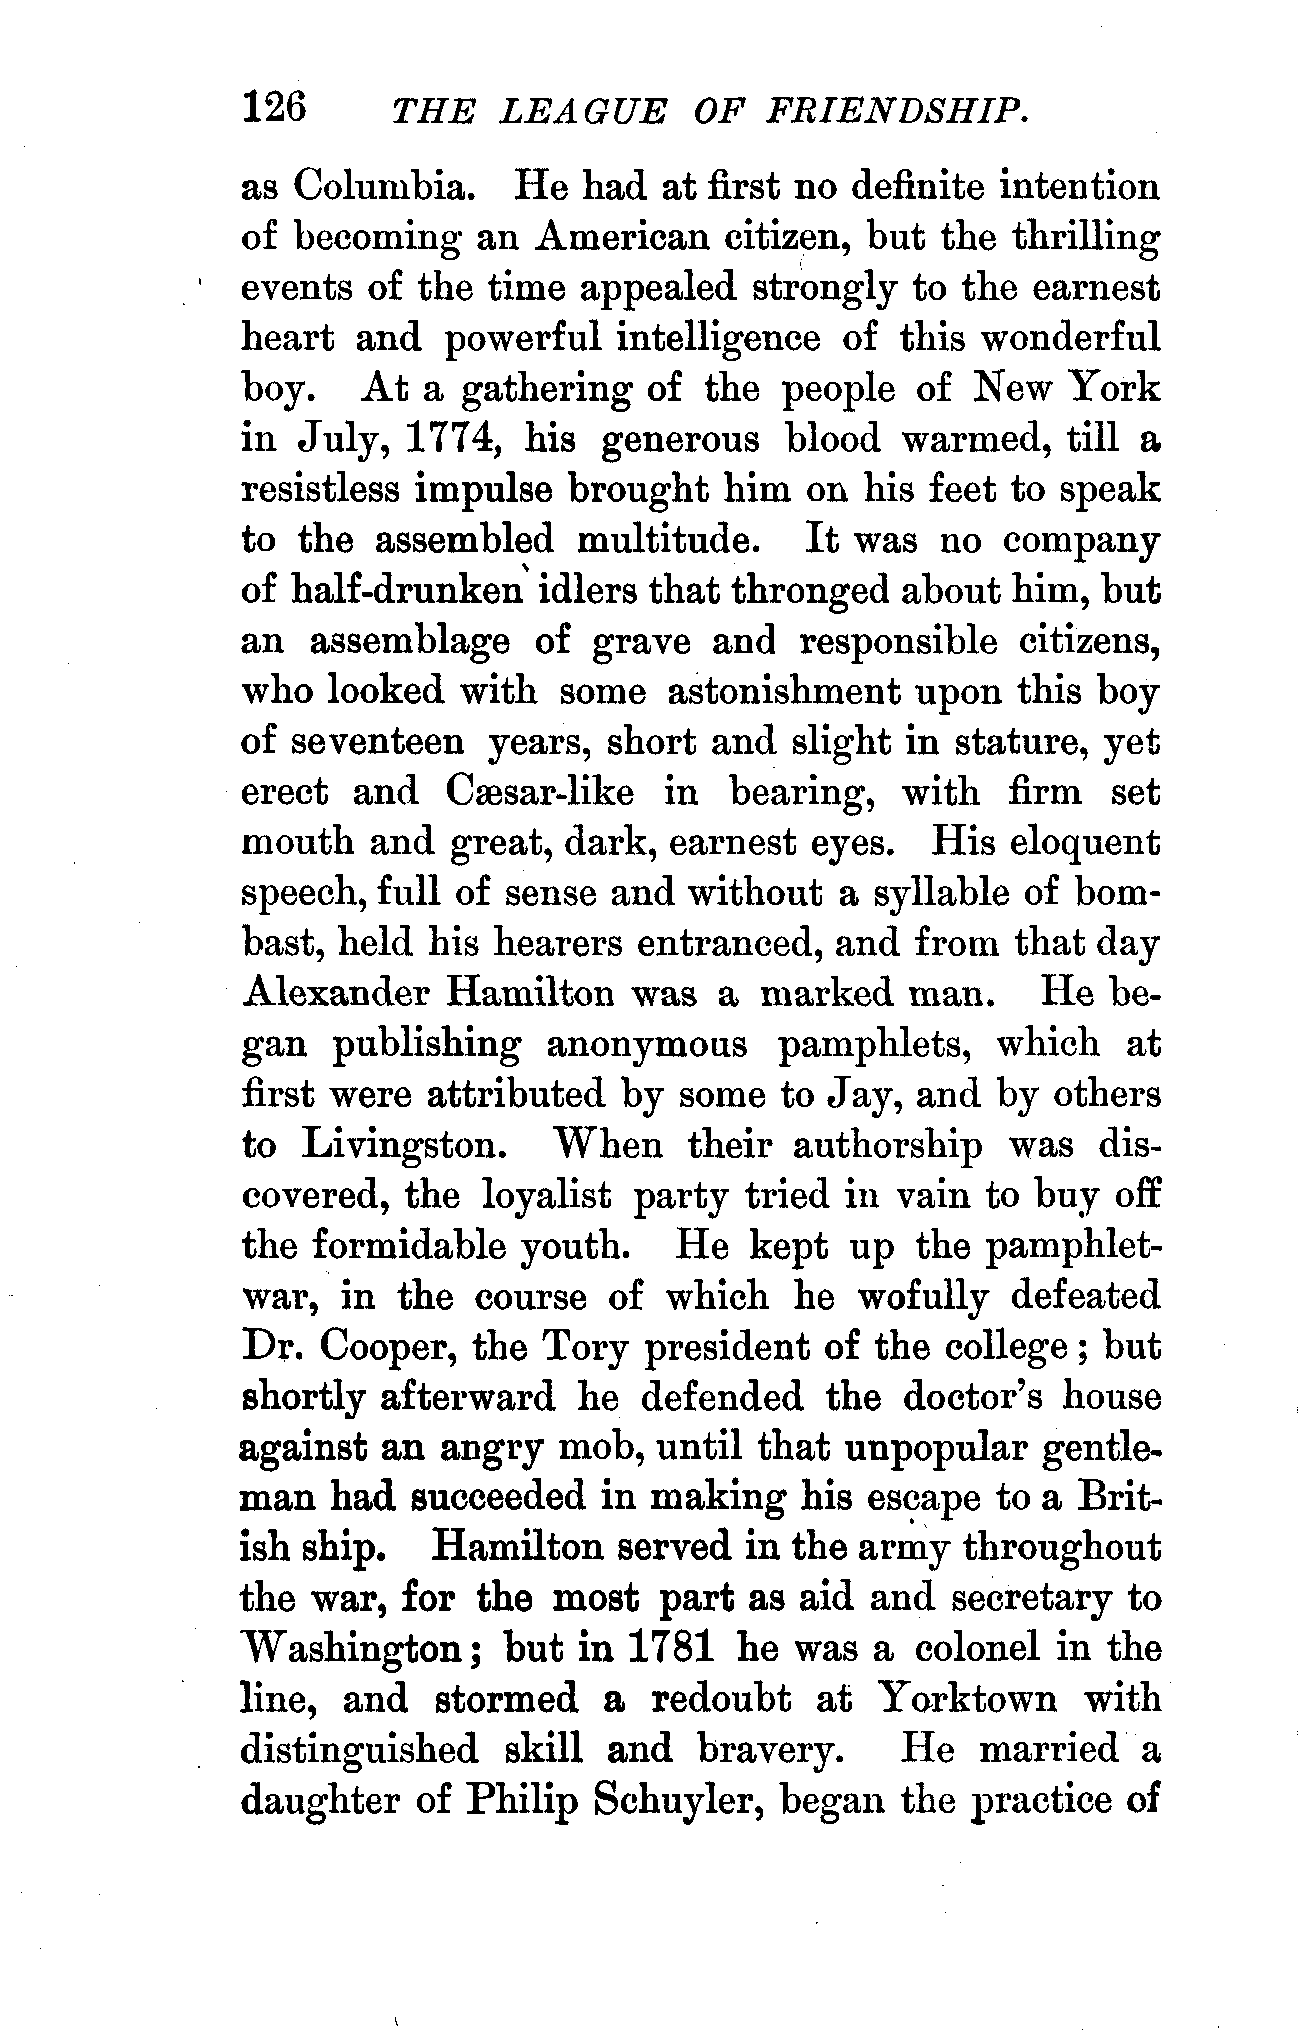 126 THE LEAGUE OF FRIENDSHIP.
as Columbia. He had at first no definite intention
of becoming an American citizen, but the thrilling
events of the time appealed strongly to the earnest
heart and powerful intelligence of this wonderful
boy. At a gathering of the people of New York
in July, 1774, his generous blood warmed, till a
resistless impulse brought him on his feet to speak
to the assembled multitude. It was no company
of half-drunken idlers that thronged about him, but
an assemblage of grave and responsible citizens,
who looked with some astonishment upon this boy
of seventeen years, short and slight in stature, yet
erect and Cæsar-like in bearing, with firm set
mouth and great, dark, earnest eyes. His eloquent
speech, full of sense and without a syllable of bom-
bast, held his hearers entranced, and from that day
Alexander Hamilton was a marked man. He be-
gan publishing anonymous pamphlets, which at
first were attributed by some to Jay, and by others
to Livingston. When their authorship was dis-
covered, the loyalist party tried in vain to buy off
the formidable youth. He kept up the pamphlet-
war, in the course of which he wofully defeated
Dr. Cooper, the Tory president of the college; but
shortly afterward he defended the doctor's house
against an angry mob, until that unpopular gentle-
man had succeeded in making his escape to a Brit-
ish ship. Hamilton served in the army throughout
the war, for the most part as aid and secretary to
Washington; but in 1781 he was a colonel in the
line, and stormed a redoubt at Yorktown with
distinguished skill and bravery. He married a
daughter of Philip Schuyler, began the practice of